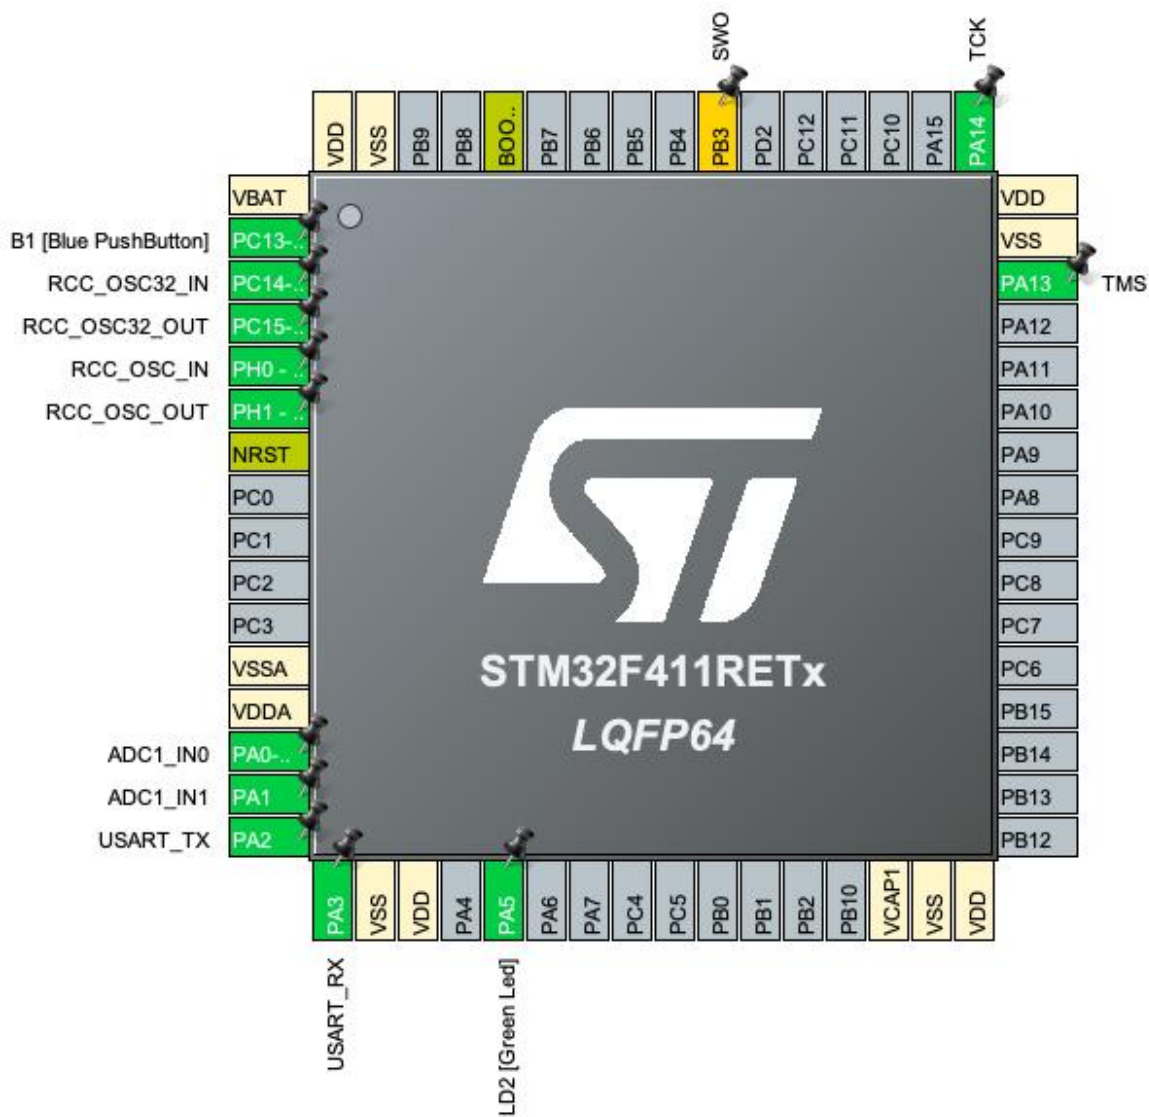 SWO
TCK
VDD
VSS
PB9
PB8
BOO..
PB7
PB6
PB5
PB4
PB3
PD2
PC12
PC11
PC10
PA15
PA14
VBAT
VDD
B1 [Blue PushButton] PC13-..
VSS
RCC_OSC32_IN PC14-..
PA13 TMS
RCC_OSC32_OUT PC15-..
PA12
RCC_OSC_IN PH0 - ..
PA11
RCC_OSC_OUT PH1 - ..
PA10
NRST
PA9
PC0
PA8
PC1
PC9
PC2
PC8
PC3
PC7
VSSA
PC6
VDDA
PB15
ADC1_IN0 PA0-..
PB14
ADC1_IN1 PA1
PB13
USART_TX PA2
PB12
ST
STM32F411RETx
LQFP64
PA3
VSS
VDD
PA4
PA5
PA6
PA7
PC4
PC5
PB0
PB1
PB2
PB10
VCAP1
VSS
VDD
USART_RX
LD2 [Green Led]